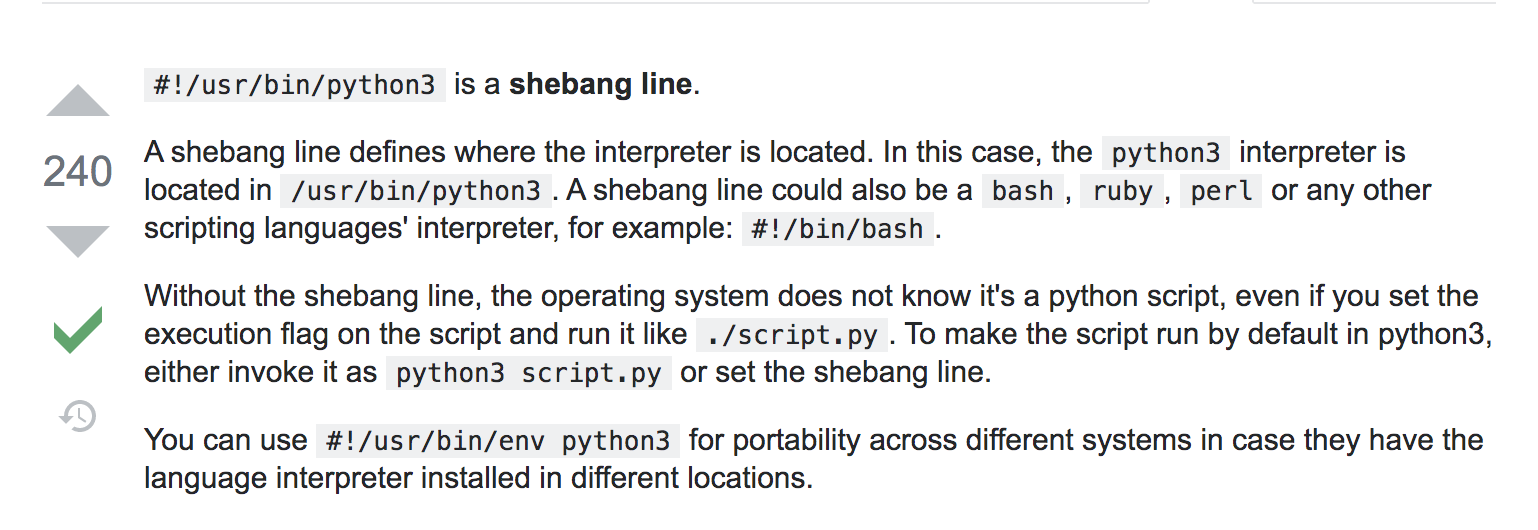 #!/usr/bin/python3 is a shebang line.
240
A shebang line defines where the interpreter is located. In this case, the python3 interpreter is
located in /usr/bin/python3. A shebang line could also be a bash, ruby, perl or any other
scripting languages' interpreter, for example: #!/bin/bash.
Without the shebang line, the operating system does not know it's a python script, even if you set the
execution flag on the script and run it like ./script.py. To make the script run by default in python3,
either invoke it as python3 script.py or set the shebang line.
You can use #!/usr/bin/env python3 for portability across different systems in case they have the
language interpreter installed in different locations.